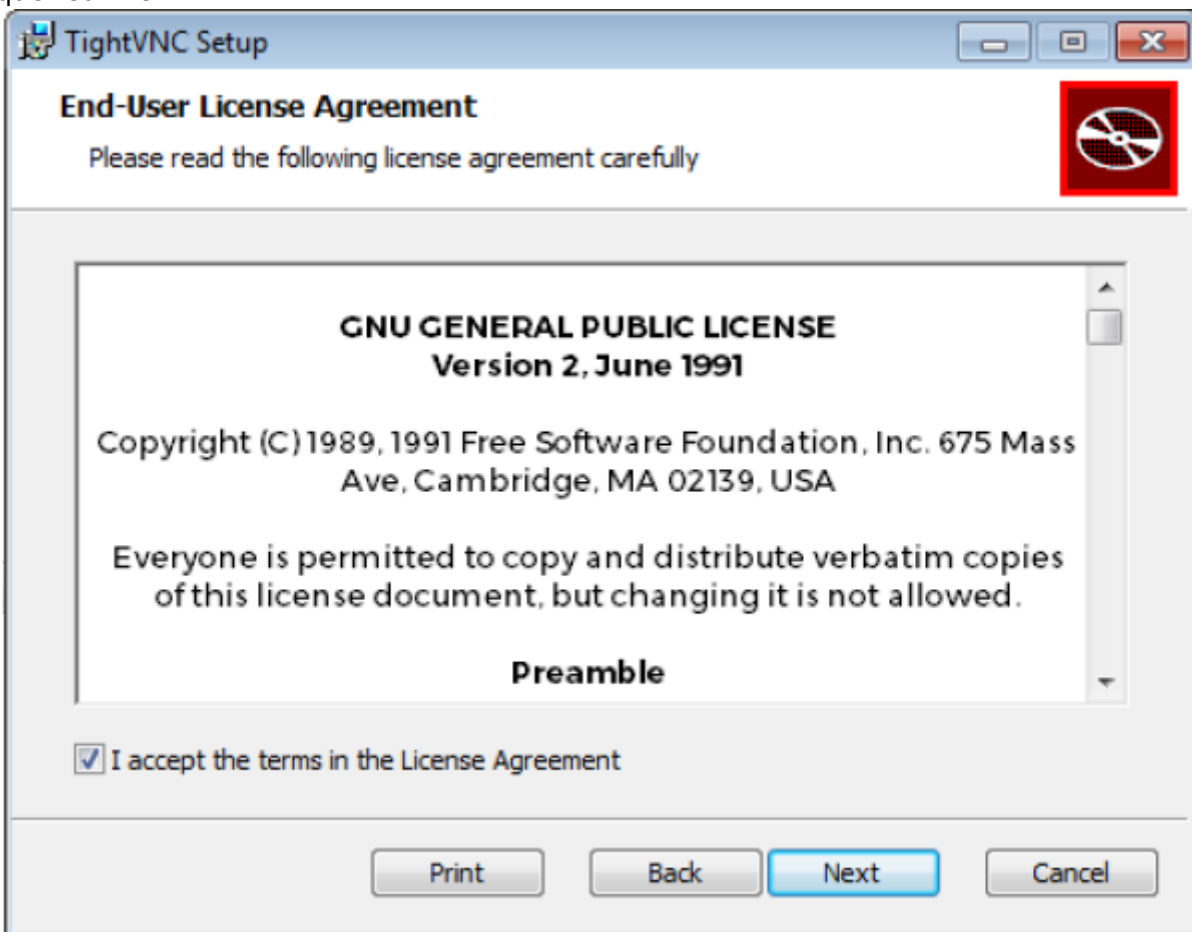 TightVNC Setup
End-User License Agreement
Please read the following license agreement carefully
GNU GENERAL PUBLIC LICENSE
Version 2, June 1991
Copyright (C) 1989, 1991 Free Software Foundation, Inc. 675 Mass
Ave, Cambridge, MA 02139, USA
Everyone is permitted to copy and distribute verbatim copies
of this license document, but changing it is not allowed.
Preamble
I accept the terms in the License Agreement
Print Back Next Cancel